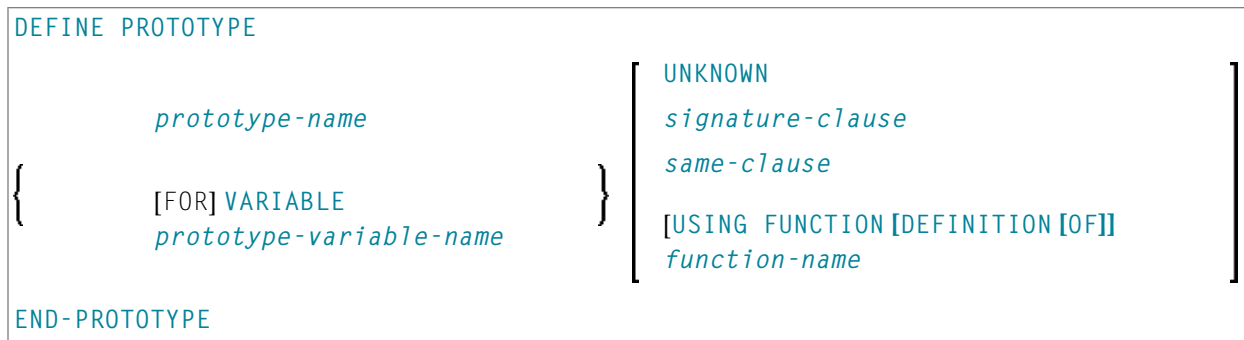 DEFINE PROTOTYPE
UNKNOWN
prototype-name
signature-clause
same-clause
[FOR] VARIABLE
prototype-variable-name
[USING FUNCTION [DEFINITION [OF]]
function-name
END-PROTOTYPE